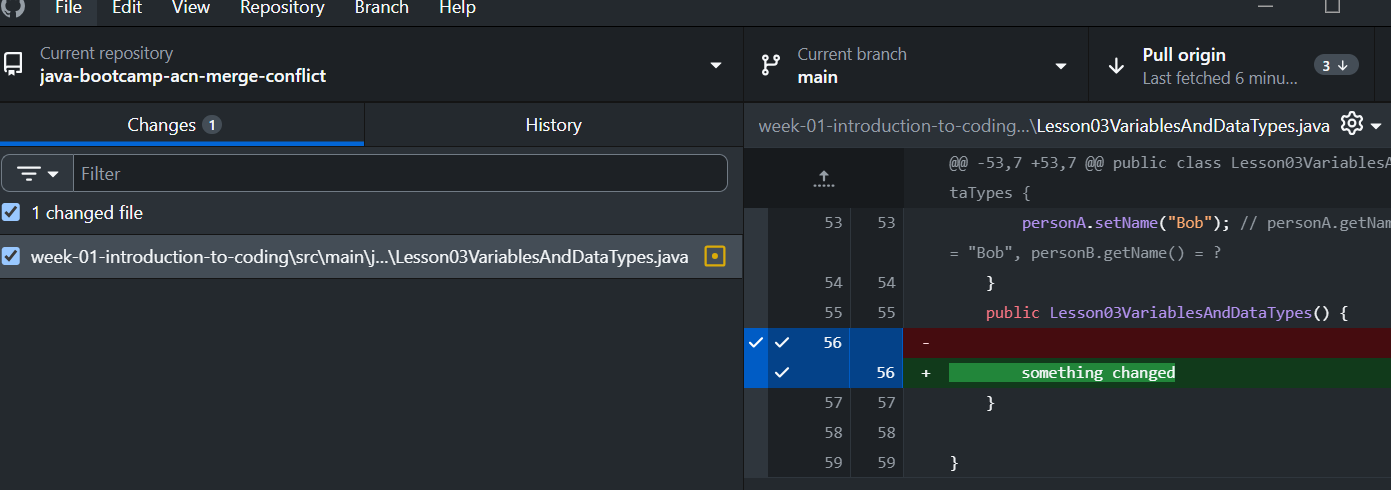 File Edit View Repository Branch Help
Current repository
java-bootcamp-acn-merge-conflict
Current branch
main
Pull origin
Last fetched 6 minu...
3
Changes 1
History
Filter
1 changed file
week-01-introduction-to-coding\src\main\j...\Lesson03VariablesAndDataTypes.java
week-01-introduction-to-coding...\Lesson03VariablesAndDataTypes.java
@@ -53,7 +53,7 @@ public class Lesson03VariablesA
taTypes {
53 53 personA.setName("Bob"); // personA.getNam
= "Bob", personB.getName() = ?
54 54 }
55 55 public Lesson03VariablesAndDataTypes() {
56 -
56 + something changed
57 57 }
58 58
59 59 }